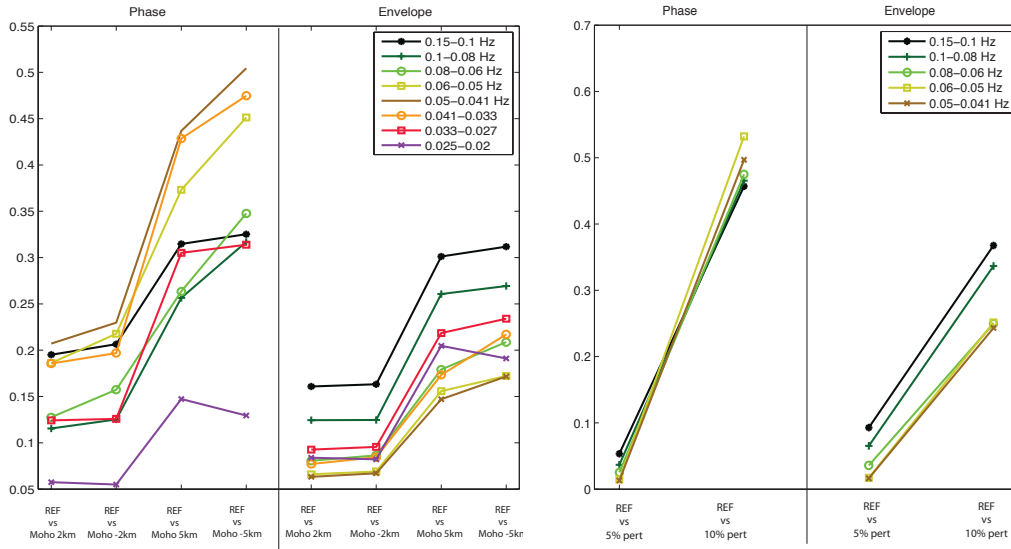 Phase
Envelope
0.55
0.5
0.45
0.4
0.35
0.3
0.25
0.2
0.15
0.1
0.05
0.15−0.1 Hz
0.1−0.08 Hz
0.08−0.06 Hz
0.06−0.05 Hz
0.05−0.041 Hz
0.041−0.033
0.033−0.027
0.025−0.02
REF
vs
Moho 2km
REF
vs
Moho -2km
REF
vs
Moho 5km
REF
vs
Moho -5km
REF
vs
Moho 2km
REF
vs
Moho -2km
REF
vs
Moho 5km
REF
vs
Moho -5km
Phase
Envelope
0.7
0.6
0.5
0.4
0.3
0.2
0.1
0
0.15−0.1 Hz
0.1−0.08 Hz
0.08−0.06 Hz
0.06−0.05 Hz
0.05−0.041 Hz
REF
vs
5% pert
REF
vs
10% pert
REF
vs
5% pert
REF
vs
10% pert